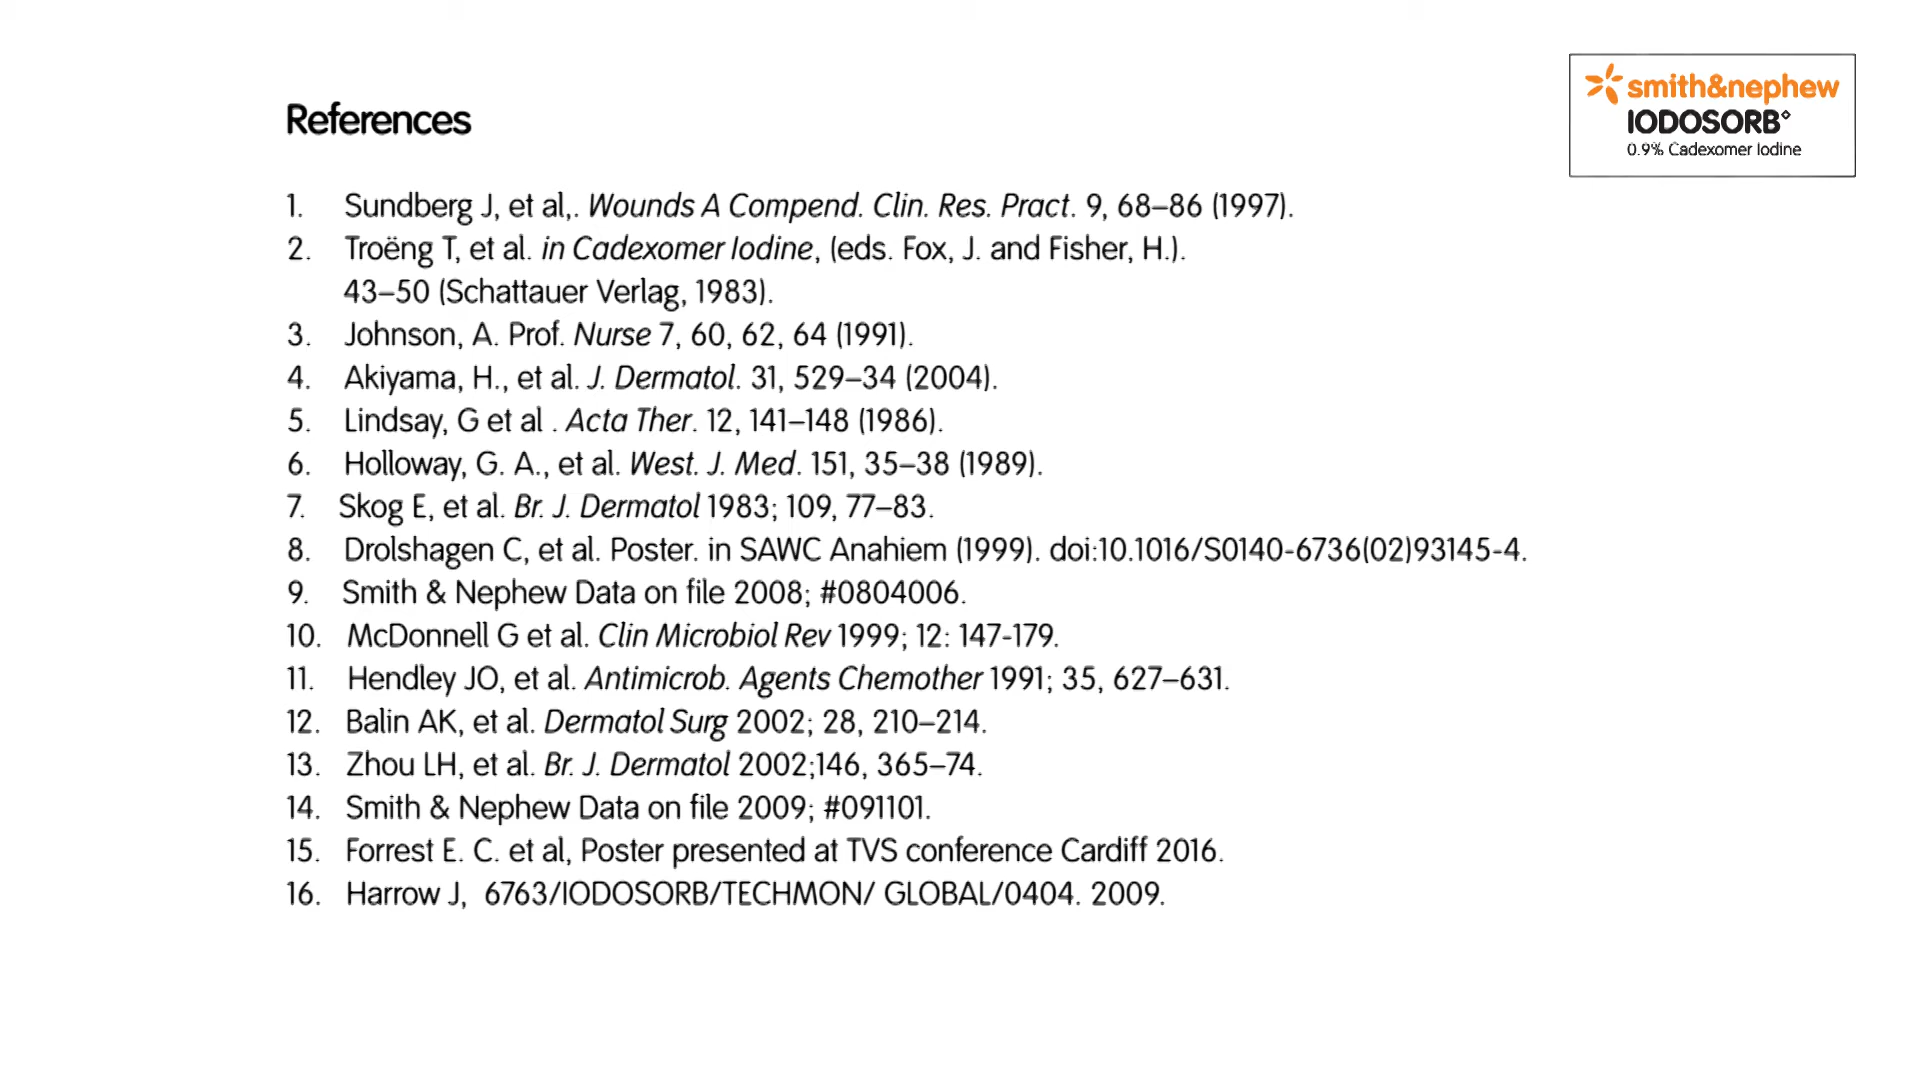 smith&nephew
IODOSORB◊
0.9% Cadexomer Iodine
References
1. Sundberg J, et al,. Wounds A Compend. Clin. Res. Pract. 9, 68–86 (1997).
2. Troëng T, et al. in Cadexomer Iodine, (eds. Fox, J. and Fisher, H.).
43–50 (Schattauer Verlag, 1983).
3. Johnson, A. Prof. Nurse 7, 60, 62, 64 (1991).
4. Akiyama, H., et al. J. Dermatol. 31, 529–34 (2004).
5. Lindsay, G et al . Acta Ther. 12, 141–148 (1986).
6. Holloway, G. A., et al. West. J. Med. 151, 35–38 (1989).
7. Skog E, et al. Br. J. Dermatol 1983; 109, 77–83.
8. Drolshagen C, et al. Poster. in SAWC Anahiem (1999). doi:10.1016/S0140-6736(02)93145-4.
9. Smith & Nephew Data on file 2008; #0804006.
10. McDonnell G et al. Clin Microbiol Rev 1999; 12: 147-179.
11. Hendley JO, et al. Antimicrob. Agents Chemother 1991; 35, 627–631.
12. Balin AK, et al. Dermatol Surg 2002; 28, 210–214.
13. Zhou LH, et al. Br. J. Dermatol 2002;146, 365–74.
14. Smith & Nephew Data on file 2009; #091101.
15. Forrest E. C. et al, Poster presented at TVS conference Cardiff 2016.
16. Harrow J, 6763/IODOSORB/TECHMON/ GLOBAL/0404. 2009.